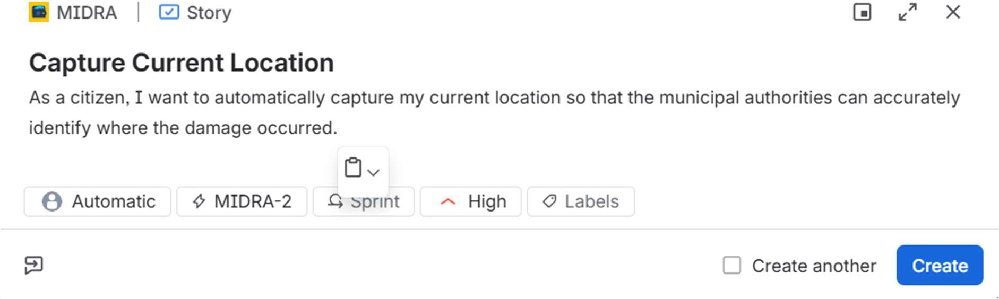 MIDRA
Story
Capture Current Location
As a citizen, I want to automatically capture my current location so that the municipal authorities can accurately
identify where the damage occurred.
Automatic
MIDRA-2
Sprint
High
Labels
Create another
Create